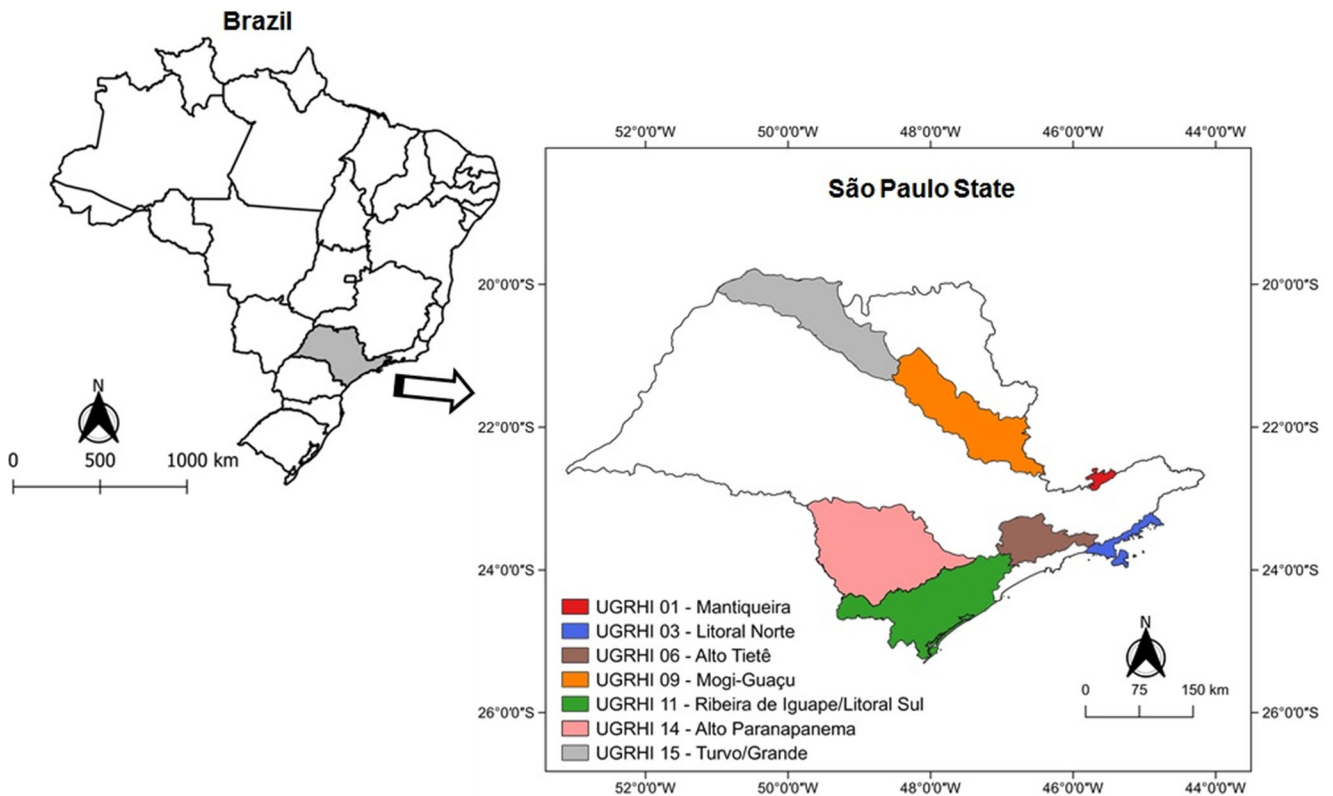 Brazil
N
0 500 1000 km
52°0'0"W 50°0'0"W 48°0'0"W 46°0'0"W 44°0'0"W
São Paulo State
20°0'0"S 20°0'0"S
22°0'0"S 22°0'0"S
24°0'0"S 24°0'0"S
UGRHI 01 - Mantiqueira
UGRHI 03 - Litoral Norte
UGRHI 06 - Alto Tietê
UGRHI 09 - Mogi-Guaçu
UGRHI 11 - Ribeira de Iguape/Litoral Sul
UGRHI 14 - Alto Paranapanema
UGRHI 15 - Turvo/Grande
N
0 75 150 km
26°0'0"S 26°0'0"S
52°0'0"W 50°0'0"W 48°0'0"W 46°0'0"W 44°0'0"W